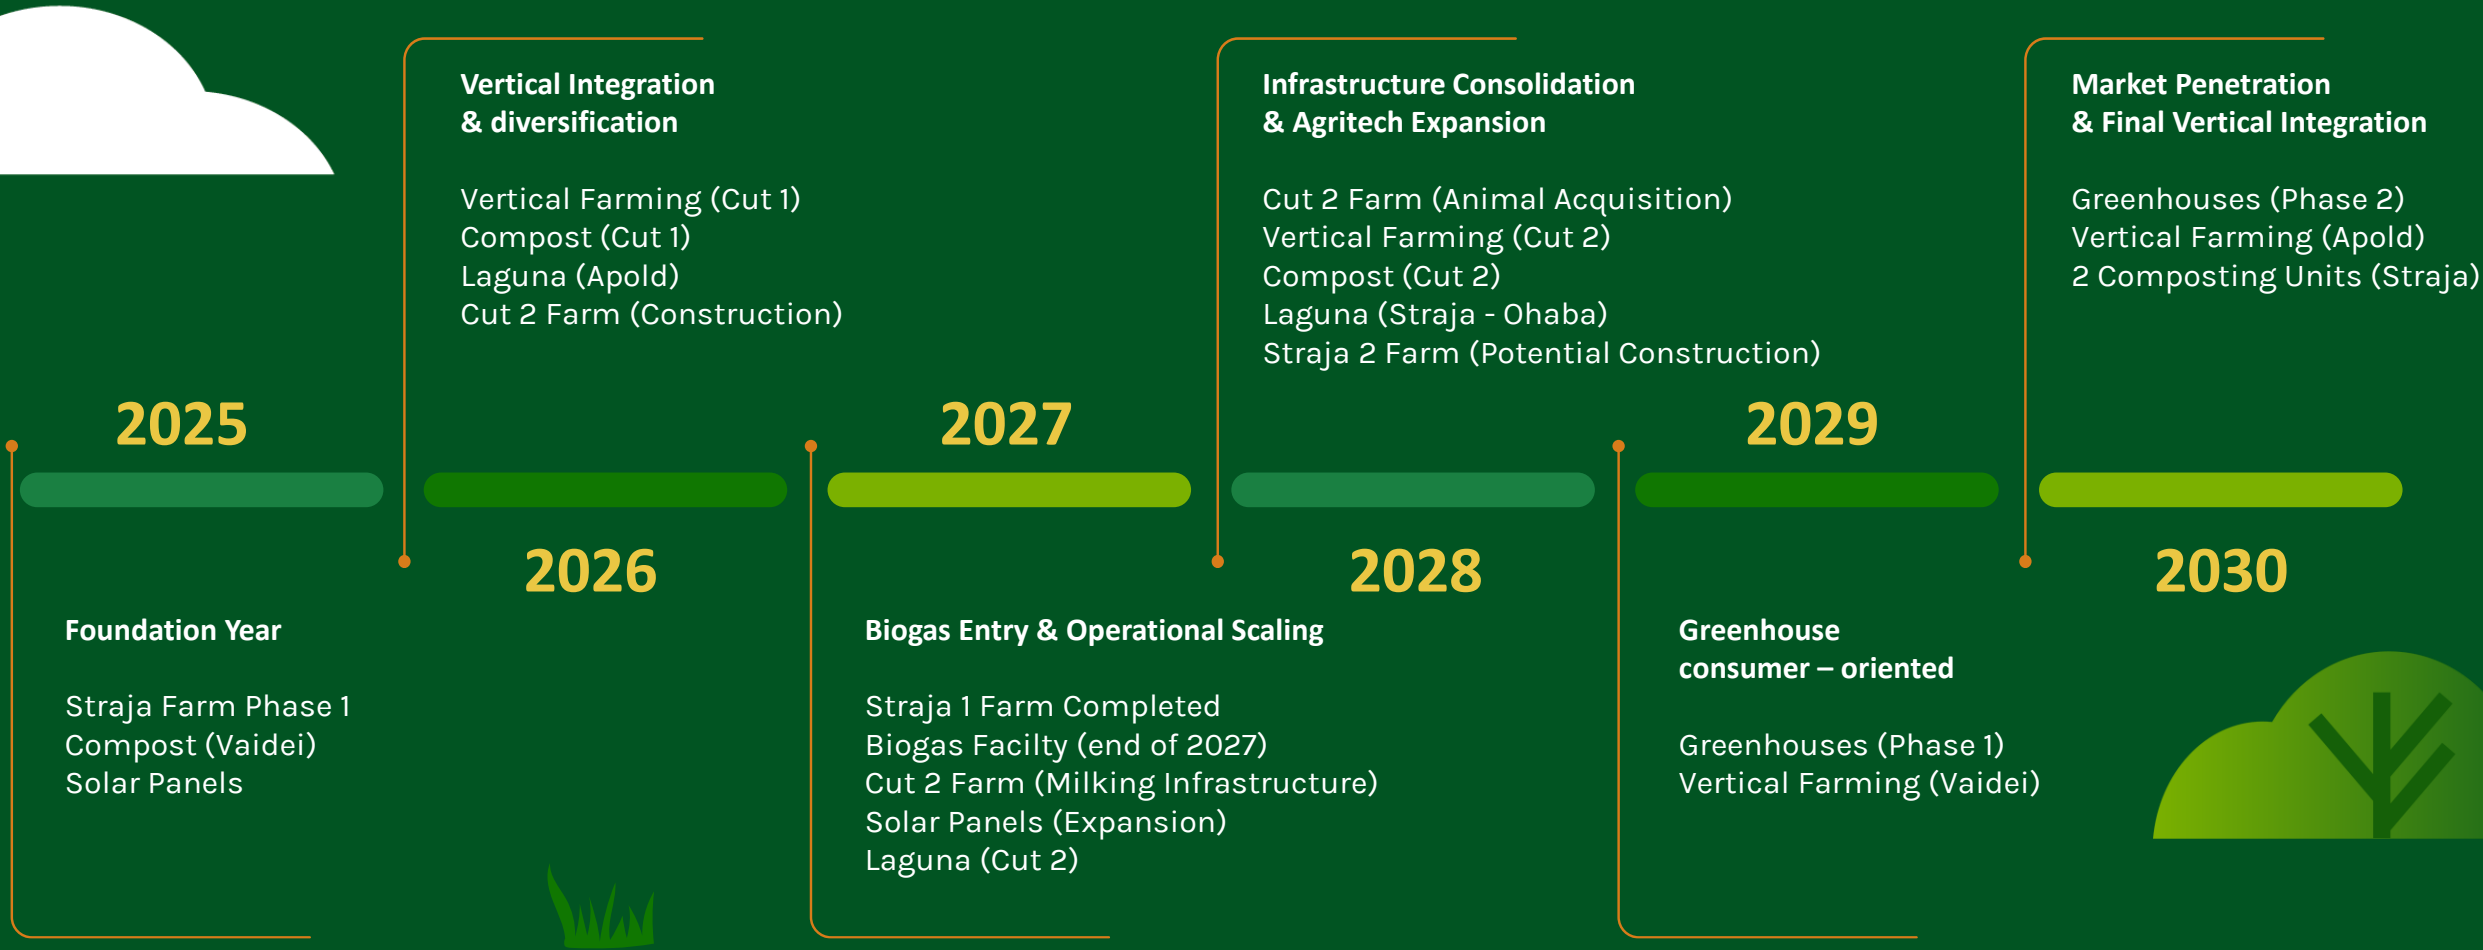 2025
Foundation Year
Straja Farm Phase 1
Compost (Vaidei)
Solar Panels
Vertical Integration
& diversification
Vertical Farming (Cut 1)
Compost (Cut 1)
Laguna (Apold)
Cut 2 Farm (Construction)
2026
2027
Biogas Entry & Operational Scaling
Straja 1 Farm Completed
Biogas Facilty (end of 2027)
Cut 2 Farm (Milking Infrastructure)
Solar Panels (Expansion)
Laguna (Cut 2)
Infrastructure Consolidation
& Agritech Expansion
Cut 2 Farm (Animal Acquisition)
Vertical Farming (Cut 2)
Compost (Cut 2)
Laguna (Straja - Ohaba)
Straja 2 Farm (Potential Construction)
2028
2029
Greenhouse
consumer – oriented
Greenhouses (Phase 1)
Vertical Farming (Vaidei)
Market Penetration
& Final Vertical Integration
Greenhouses (Phase 2)
Vertical Farming (Apold)
2 Composting Units (Straja)
2030